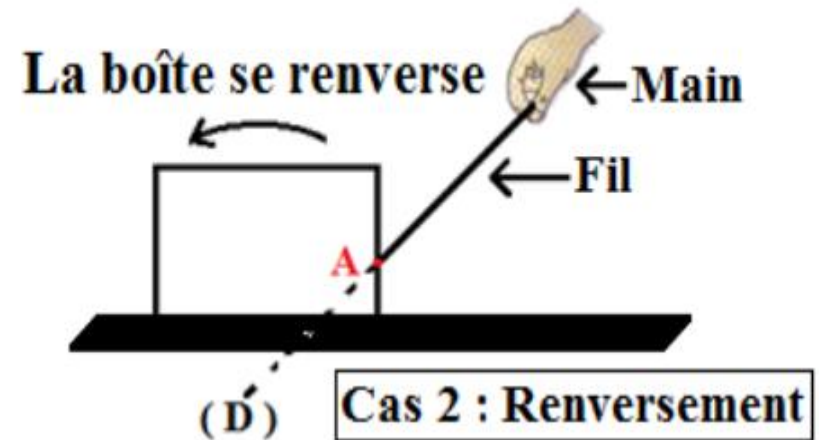 La boîte se renverse
Main
Fil
A
(D)
Cas 2 : Renversement